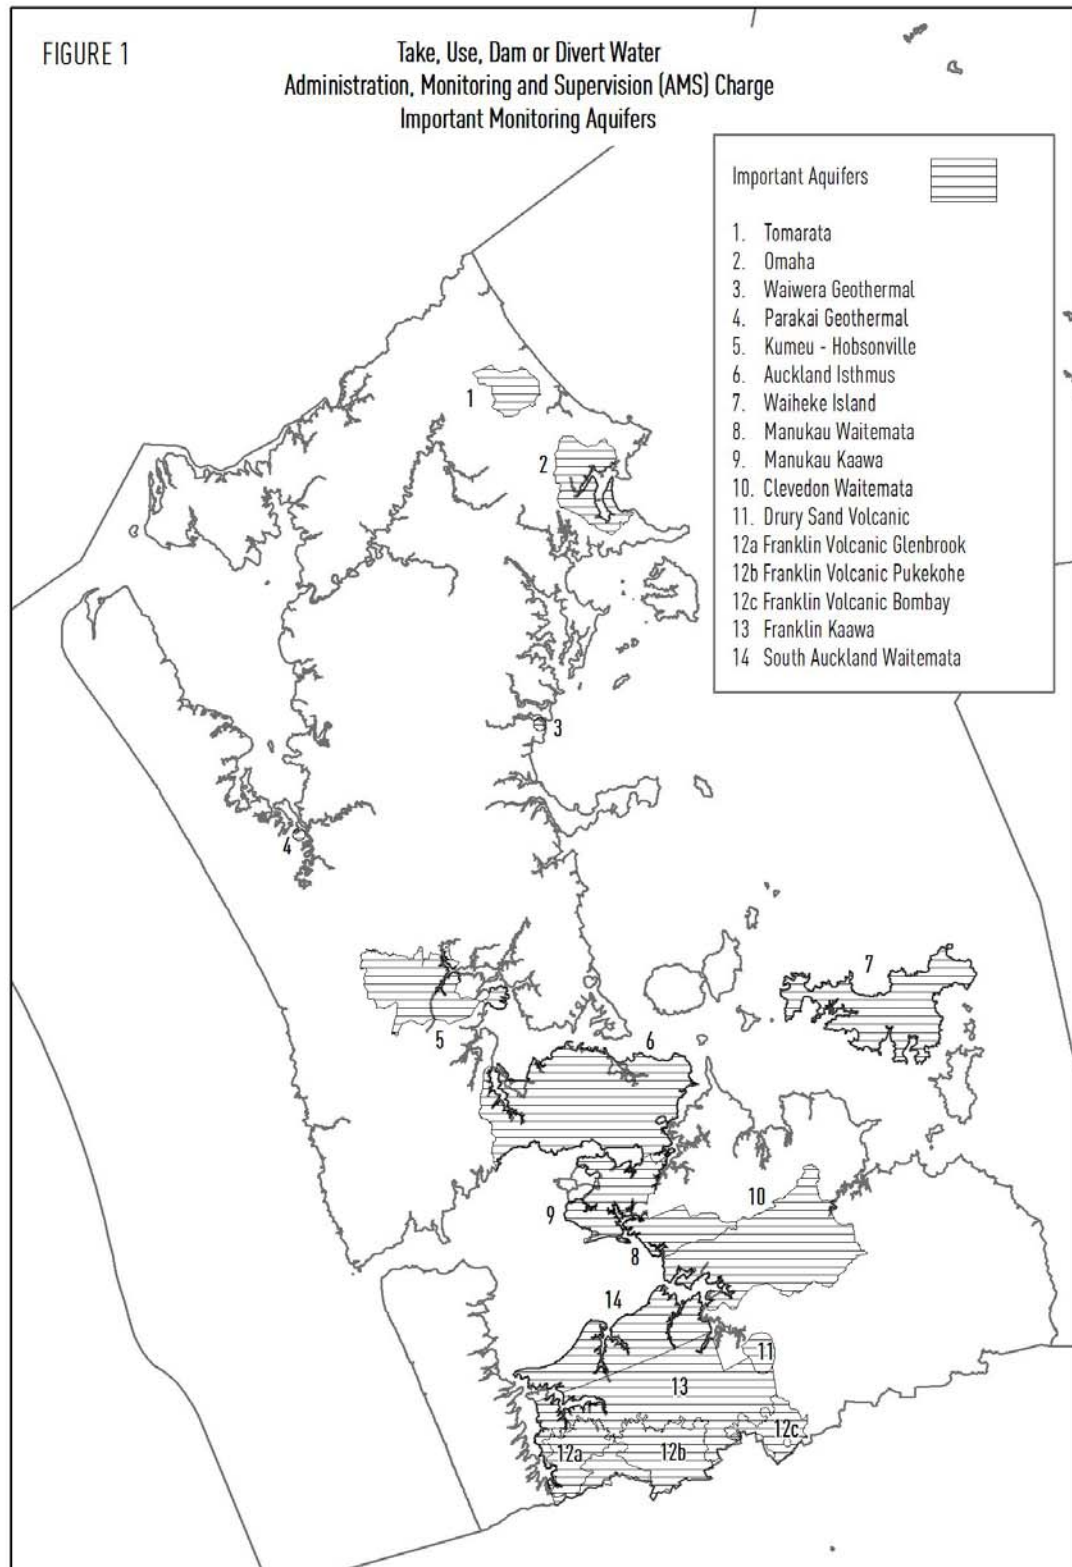 FIGURE 1
Take, Use, Dam or Divert Water
Administration, Monitoring and Supervision (AMS) Charge
Important Monitoring Aquifers
Important Aquifers
1. Tomarata
2. Omaha
3. Waiwera Geothermal
4. Parakai Geothermal
5. Kumeu - Hobsonville
6. Auckland Isthmus
7. Waiheke Island
8. Manukau Waitemata
9. Manukau Kaawa
10. Clevedon Waitemata
11. Drury Sand Volcanic
12a Franklin Volcanic Glenbrook
12b Franklin Volcanic Pukekohe
12c Franklin Volcanic Bombay
13 Franklin Kaawa
14 South Auckland Waitemata
1
2
3
4
7
5
6
10
9
8
14
11
13
12c
12a
12b